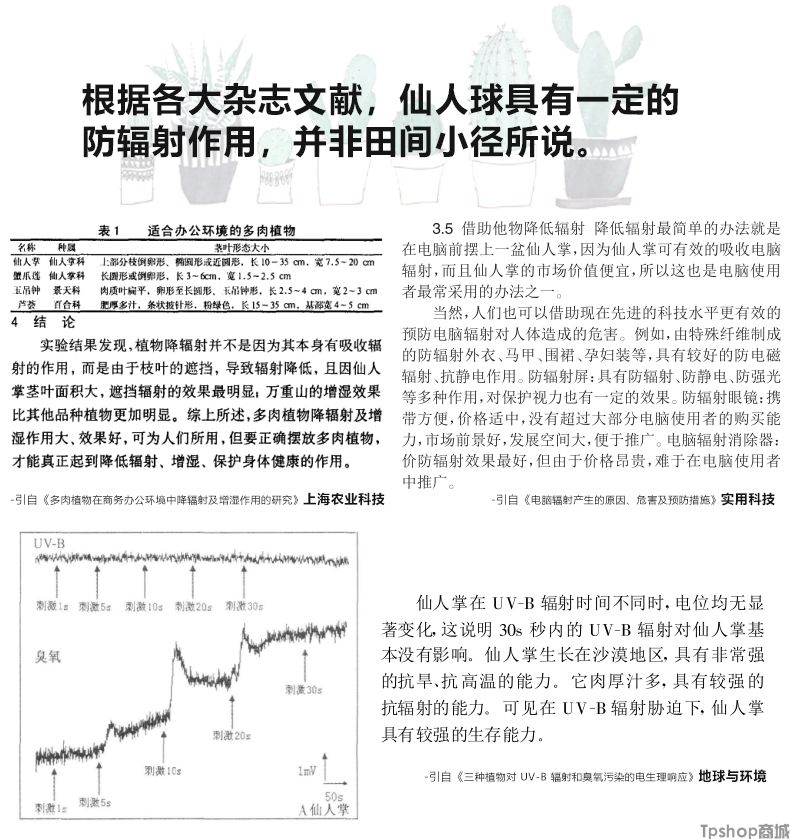 根据各大杂志文献，仙人球具有一定的
防辐射作用，并非田间小径所说。
表1 适合办公环境的多肉植物
名称 种属 茎叶形态大小
仙人掌 仙人掌科 上部分枝倒卵形、椭圆形或近圆形，长10～35 cm，宽7.5～20 cm
蟹爪莲 仙人掌科 长圆形或倒卵形，长3～6cm，宽1.5～2.5 cm
玉吊钟 景天科 肉质叶扁平，卵形至长圆形、玉吊钟形，长2.5～4 cm，宽2～3 cm
芦荟 百合科 肥厚多汁，条状披针形，粉绿色，长15～35 cm，基部宽4～5 cm
4 结 论
实验结果发现，植物降辐射并不是因为其本身有吸收辐
射的作用，而是由于枝叶的遮挡，导致辐射降低，且因仙人
掌茎叶面积大，遮挡辐射的效果最明显；万重山的增湿效果
比其他品种植物更加明显。综上所述，多肉植物降辐射及增
湿作用大、效果好，可为人们所用，但要正确摆放多肉植物，
才能真正起到降低辐射、增湿、保护身体健康的作用。
-引自《多肉植物在商务办公环境中降辐射及增湿作用的研究》上海农业科技
3.5 借助他物降低辐射 降低辐射最简单的办法就是
在电脑前摆上一盆仙人掌，因为仙人掌可有效的吸收电脑
辐射，而且仙人掌的市场价值便宜，所以这也是电脑使用
者最常采用的办法之一。
当然，人们也可以借助现在先进的科技水平更有效的
预防电脑辐射对人体造成的危害。例如，由特殊纤维制成
的防辐射外衣、马甲、围裙、孕妇装等，具有较好的防电磁
辐射、抗静电作用。防辐射屏：具有防辐射、防静电、防强光
等多种作用，对保护视力也有一定的效果。防辐射眼镜：携
带方便，价格适中，没有超过大部分电脑使用者的购买能
力，市场前景好，发展空间大，便于推广。电脑辐射消除器：
价防辐射效果最好，但由于价格昂贵，难于在电脑使用者
中推广。
-引自《电脑辐射产生的原因、危害及预防措施》实用科技
UV-B
刺激1s 刺激5s 刺激10s 刺激20s 刺激30s
臭氧
刺激30s
刺激20s
刺激10s
刺激5s
刺激1s
1mV
50s
A仙人掌
仙人掌在 UV-B 辐射时间不同时，电位均无显
著变化，这说明 30s 秒内的 UV-B 辐射对仙人掌基
本没有影响。仙人掌生长在沙漠地区，具有非常强
的抗旱、抗高温的能力。它肉厚汁多，具有较强的
抗辐射的能力。可见在 UV-B 辐射胁迫下，仙人掌
具有较强的生存能力。
-引自《三种植物对 UV-B 辐射和臭氧污染的电生理响应》地球与环境
Tpshop商城